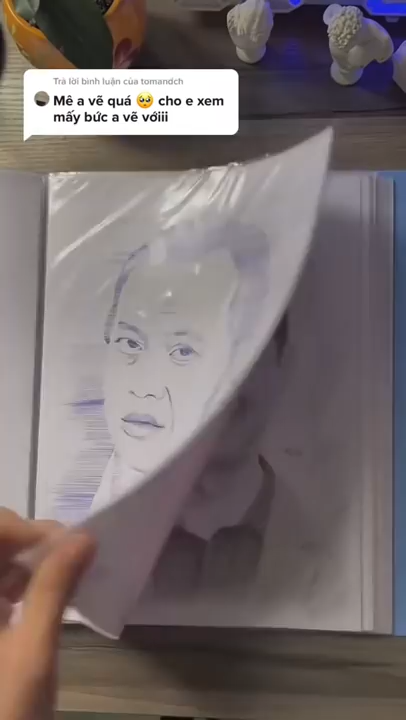 Trả lời bình luận của tomandch
Mê a vẽ quá 🥺 cho e xem
mấy bức a vẽ vớiii